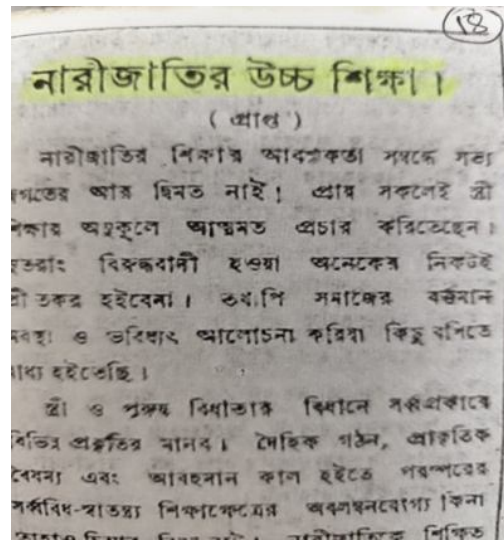 ১৮
নারীজাতির উচ্চ শিক্ষা।
( প্রাপ্ত )
নারীজাতির শিক্ষার আবশ্যকতা সম্বন্ধে সভ্য
জগতের আর দ্বিমত নাই। প্রায় সকলেই স্ত্রী
শিক্ষার অনুকূলে আত্মমত প্রচার করিতেছেন।
সুতরাং বিরুদ্ধবাদী হওয়া অনেকের নিকটই
প্রীতিকর হইবেনা। তথাপি সমাজের বর্ত্তমান
অবস্থা ও ভবিষ্যৎ আলোচনা করিয়া কিছু বলিতে
বাধ্য হইতেছি।
স্ত্রী ও পুরুষ বিধাতার বিধানে সর্ব্বপ্রকারে
বিভিন্ন প্রকৃতির মানব। দৈহিক গঠন, প্রাকৃতিক
বৈষম্য এবং আবহমান কাল হইতে পরস্পরের
সর্ব্ববিধ-স্বাতন্ত্র্য শিক্ষাক্ষেত্রে অবলম্বনযোগ্য কিনা
নারীজাতিকে শিক্ষিত